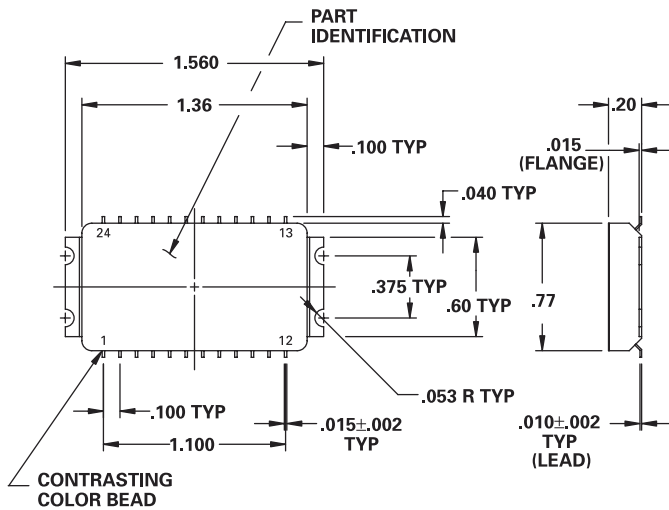 PART
IDENTIFICATION
1.560
1.36
.20
.100 TYP
.015
(FLANGE)
.040 TYP
24
13
.375 TYP
.60 TYP
.77
1
12
.053 R TYP
.100 TYP
.015±.002
TYP
.010±.002
TYP
(LEAD)
1.100
CONTRASTING
COLOR BEAD